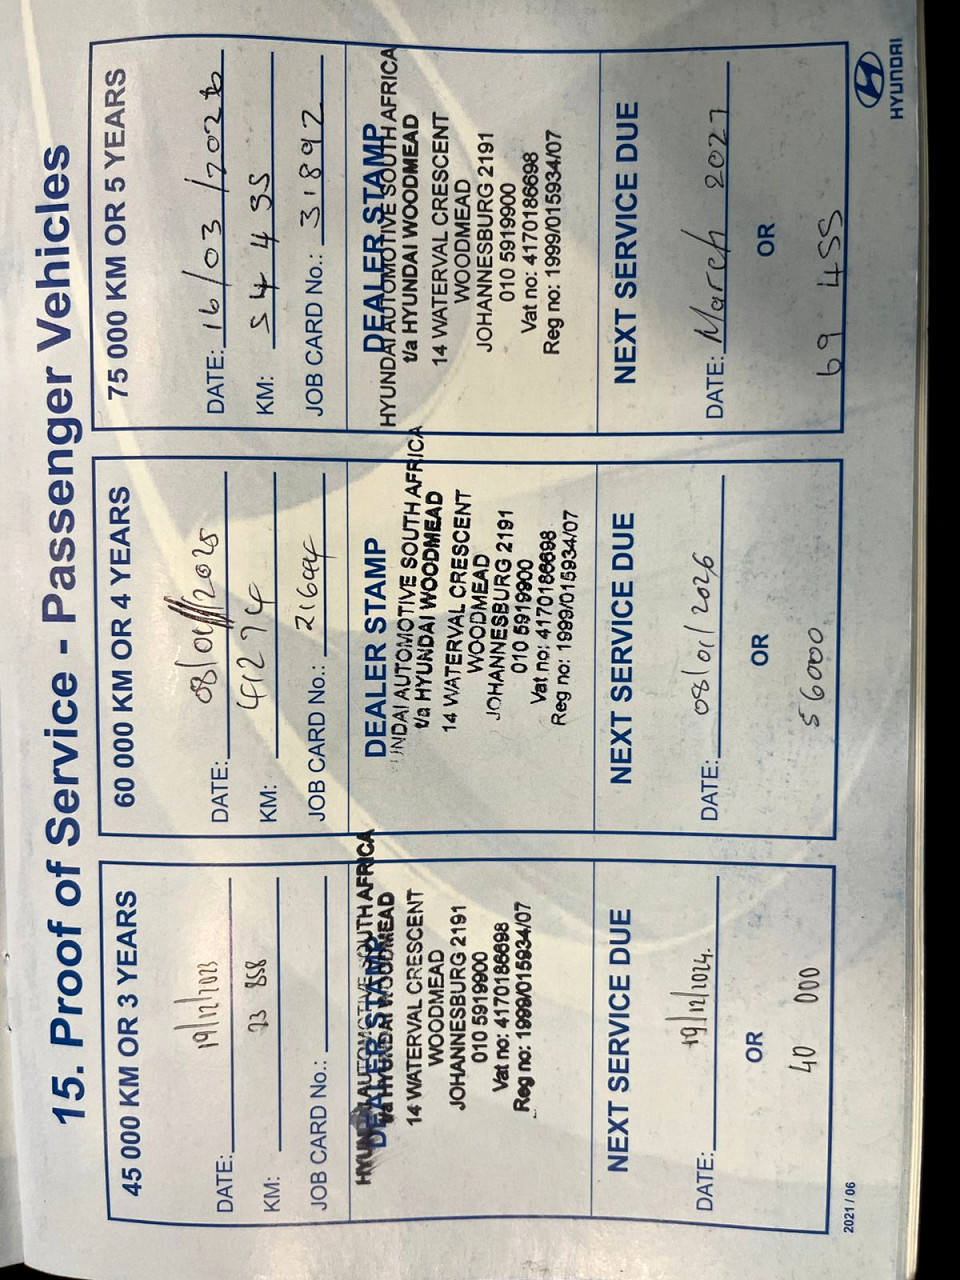 15. Proof of Service - Passenger Vehicles
45 000 KM OR 3 YEARS
DATE: 19/12/2023
KM: 23 858
JOB CARD No.:
DEALER STAMP
HYUNDAI AUTOMOTIVE SOUTH AFRICA
t/a HYUNDAI WOODMEAD
14 WATERVAL CRESCENT
WOODMEAD
JOHANNESBURG 2191
010 5919900
Vat no: 4170186698
Reg no: 1999/015934/07
NEXT SERVICE DUE
DATE: 19/12/2024.
OR
40 000
60 000 KM OR 4 YEARS
DATE: 08/01/2025
KM: 41274
JOB CARD No.:
DEALER STAMP
UNDAI AUTOMOTIVE SOUTH AFRICA
t/a HYUNDAI WOODMEAD
14 WATERVAL CRESCENT
WOODMEAD
JOHANNESBURG 2191
010 5919900
Vat no: 4170186698
Reg no: 1999/015934/07
NEXT SERVICE DUE
DATE: 08/01/2026
OR
56000
75 000 KM OR 5 YEARS
DATE: 16/03/2026
KM: 54455
JOB CARD No.: 31897
DEALER STAMP
HYUNDAI AUTOMOTIVE SOUTH AFRICA
t/a HYUNDAI WOODMEAD
14 WATERVAL CRESCENT
WOODMEAD
JOHANNESBURG 2191
010 5919900
Vat no: 4170186698
Reg no: 1999/015934/07
NEXT SERVICE DUE
DATE: March 2027
OR
69 455
2021 / 06
HYUNDAI